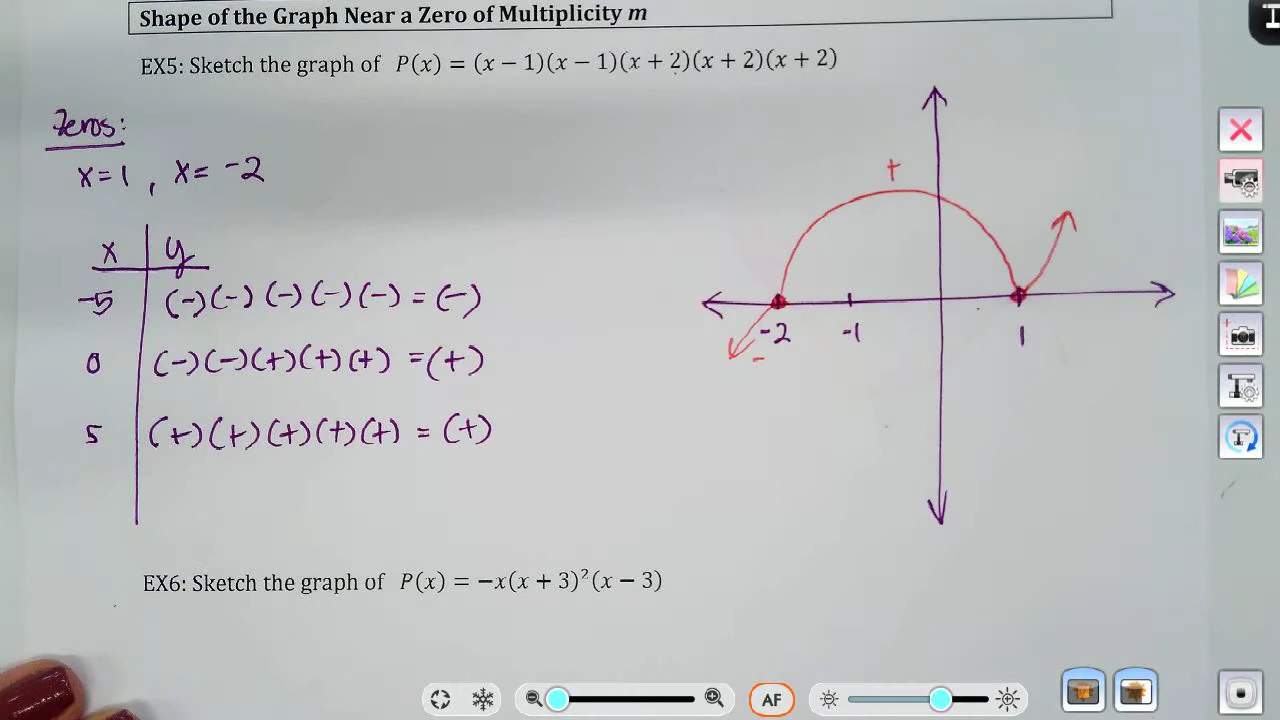 Shape of the Graph Near a Zero of Multiplicity m
EX5: Sketch the graph of P(x) = (x − 1)(x − 1)(x + 2)(x + 2)(x + 2)
Zeros:
x=1 , x= -2
x y
-5 (-)(-)(-)(-)(-) = (-)
0 (-)(-)(+)(+)(+) = (+)
5 (+)(+)(+)(+)(+) = (+)
+
-2 -1 1
-
EX6: Sketch the graph of P(x) = −x(x + 3)²(x − 3)
AF